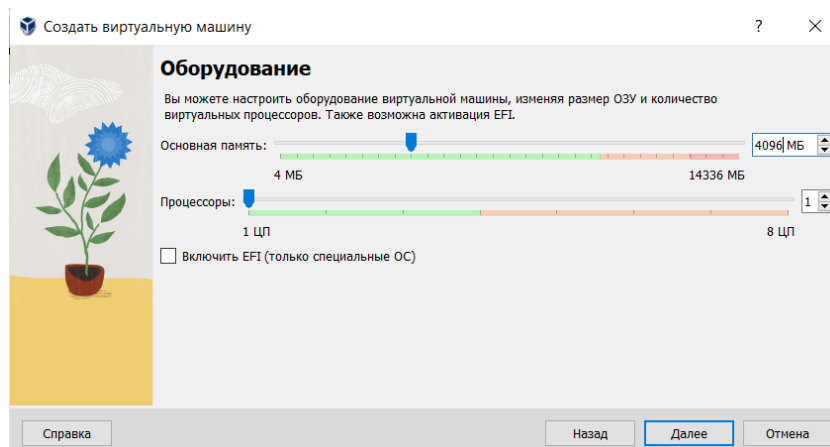 Создать виртуальную машину
?
Оборудование
Вы можете настроить оборудование виртуальной машины, изменяя размер ОЗУ и количество
виртуальных процессоров. Также возможна активация EFI.
Основная память:
4096 МБ
4 МБ
14336 МБ
Процессоры:
1
1 ЦП
8 ЦП
Включить EFI (только специальные ОС)
Справка
Назад
Далее
Отмена